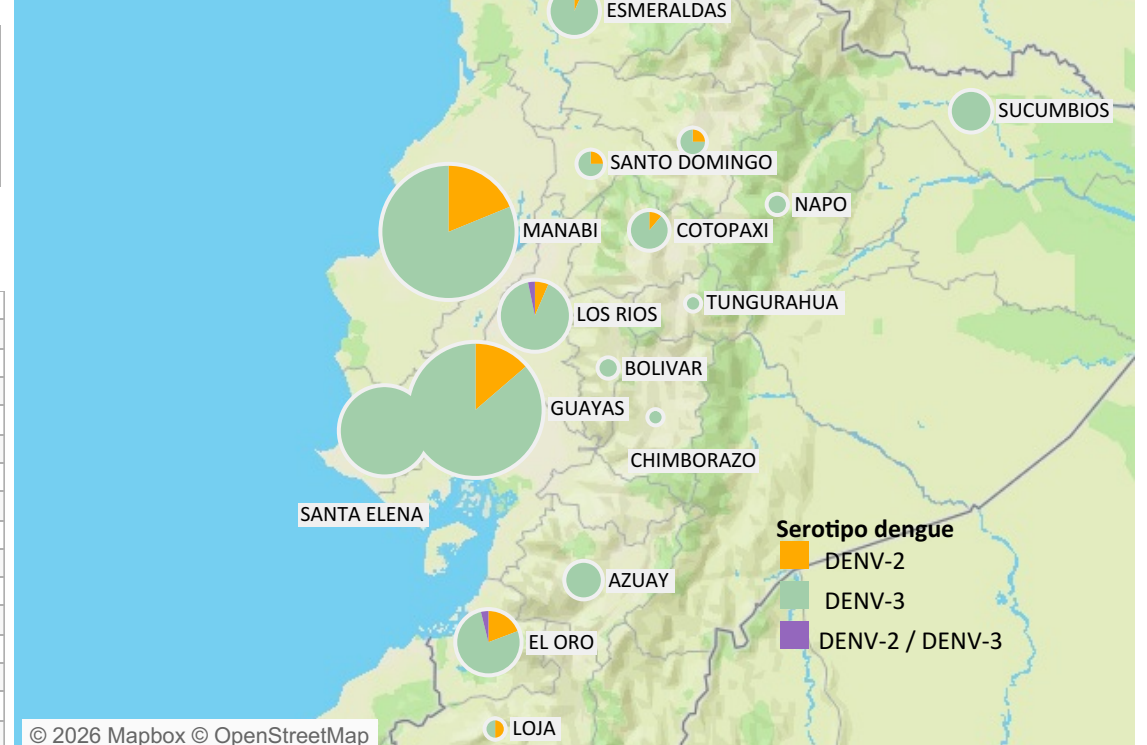 ESMERALDAS
SUCUMBIOS
SANTO DOMINGO
NAPO
MANABI
COTOPAXI
TUNGURAHUA
LOS RIOS
BOLIVAR
GUAYAS
CHIMBORAZO
SANTA ELENA
Serotipo dengue
DENV-2
DENV-3
DENV-2 / DENV-3
AZUAY
EL ORO
LOJA
© 2026 Mapbox © OpenStreetMap